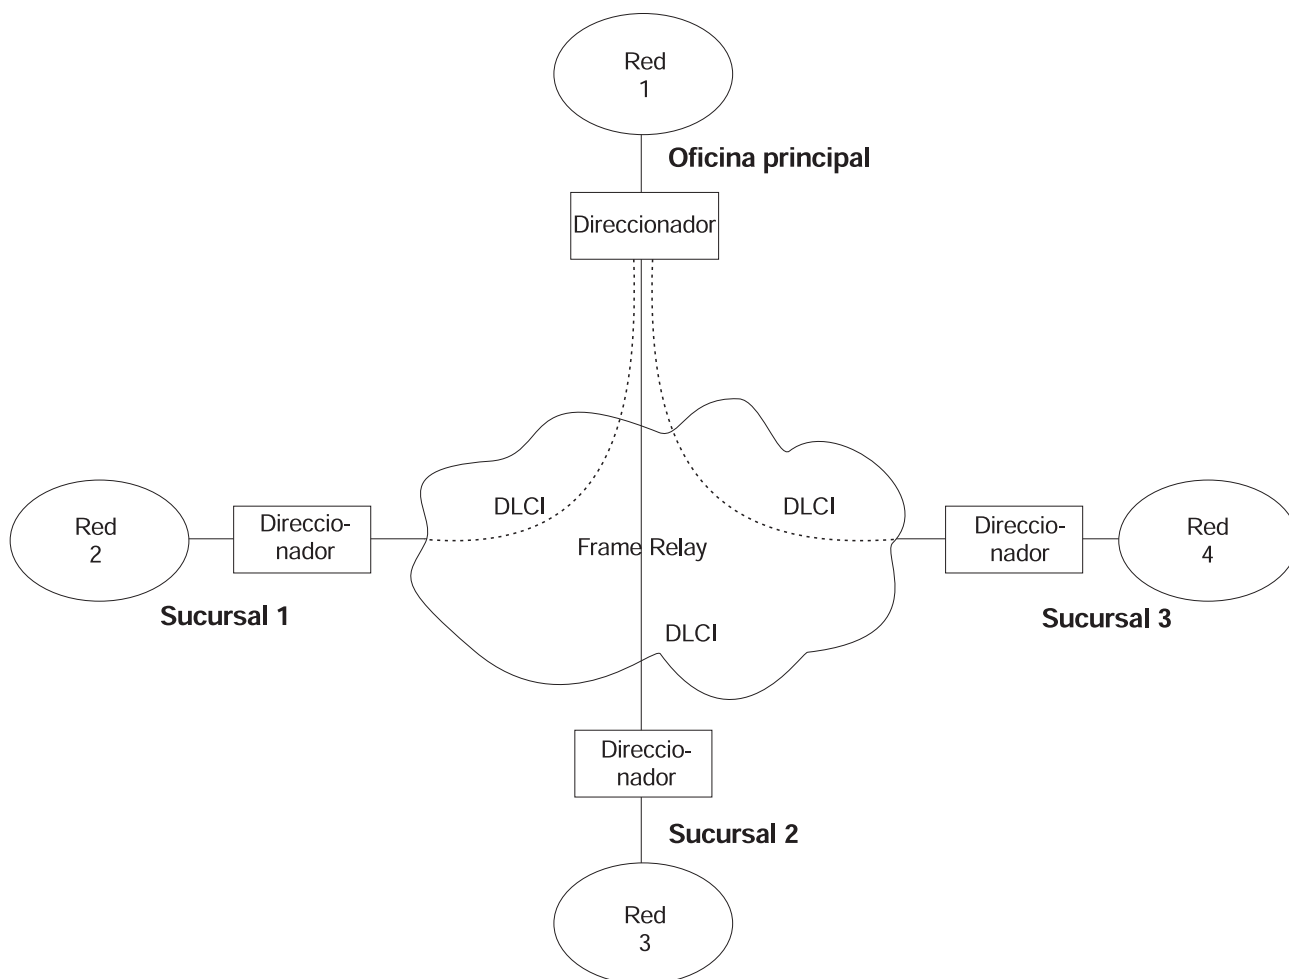 Red
1
Oficina principal
Direccionador
DLCI
DLCI
Red
2
Direccio-
nador
Frame Relay
Direccio-
nador
Red
4
Sucursal 1
Sucursal 3
DLCI
Direccio-
nador
Sucursal 2
Red
3